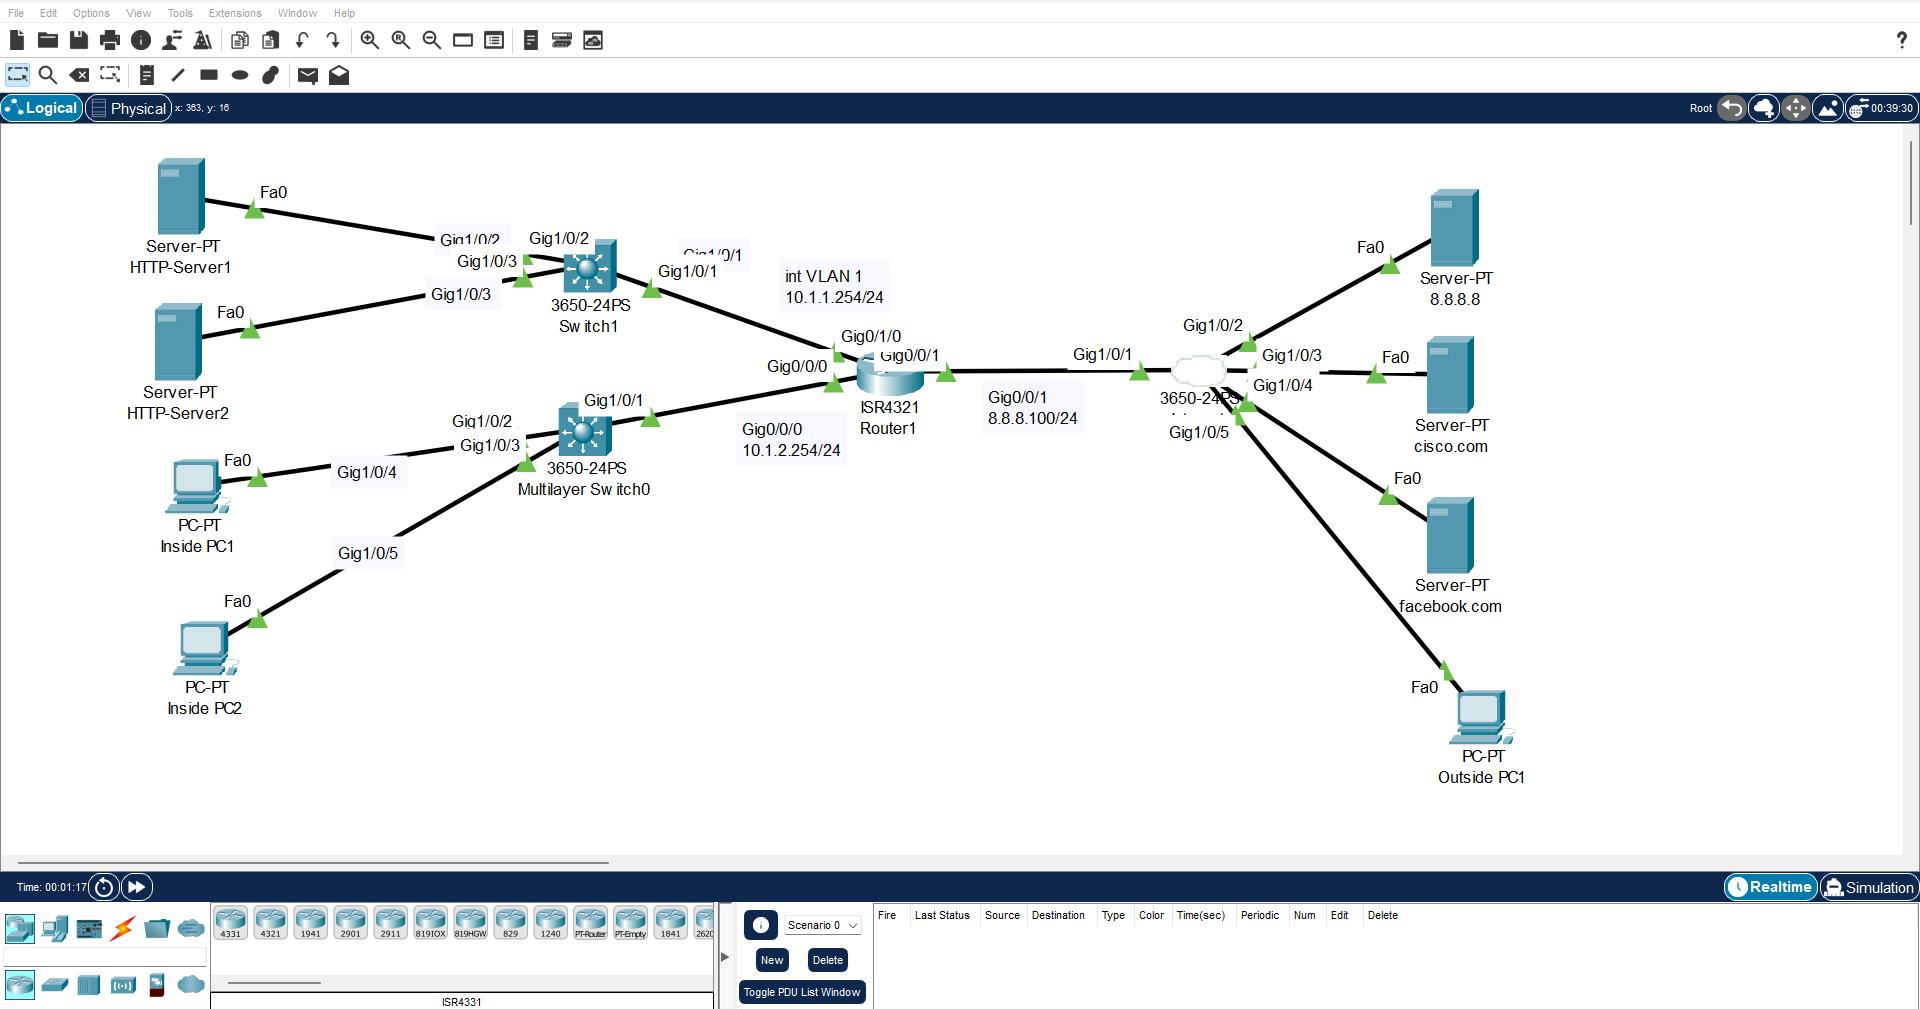 File Edit Options View Tools Extensions Window Help
?
Logical Physical x: 363, y: 16
Root 00:39:30
Fa0
Server-PT
HTTP-Server1
Gig1/0/2
Gig1/0/2
Gig1/0/3
Gig1/0/3
3650-24PS
Switch1
Gig1/0/1
Gig1/0/1
int VLAN 1
10.1.1.254/24
Fa0
Server-PT
HTTP-Server2
Gig0/1/0
Gig0/0/0
Gig0/0/1
ISR4321
Router1
Gig1/0/1
Gig0/0/1
8.8.8.100/24
Gig0/0/0
10.1.2.254/24
Gig1/0/1
Gig1/0/2
Gig1/0/3
3650-24PS
Multilayer Switch0
Fa0
Gig1/0/4
PC-PT
Inside PC1
Gig1/0/5
Fa0
PC-PT
Inside PC2
Gig1/0/2
Gig1/0/3
Gig1/0/4
3650-24PS
Gig1/0/5
Fa0
Server-PT
8.8.8.8
Fa0
Server-PT
cisco.com
Fa0
Server-PT
facebook.com
Fa0
PC-PT
Outside PC1
Time: 00:01:17
Realtime Simulation
4331 4321 1941 2901 2911 819IOX 819HGW 829 1240 PT-Router PT-Empty 1841 2620
ISR4331
Scenario 0
New Delete
Toggle PDU List Window
Fire Last Status Source Destination Type Color Time(sec) Periodic Num Edit Delete